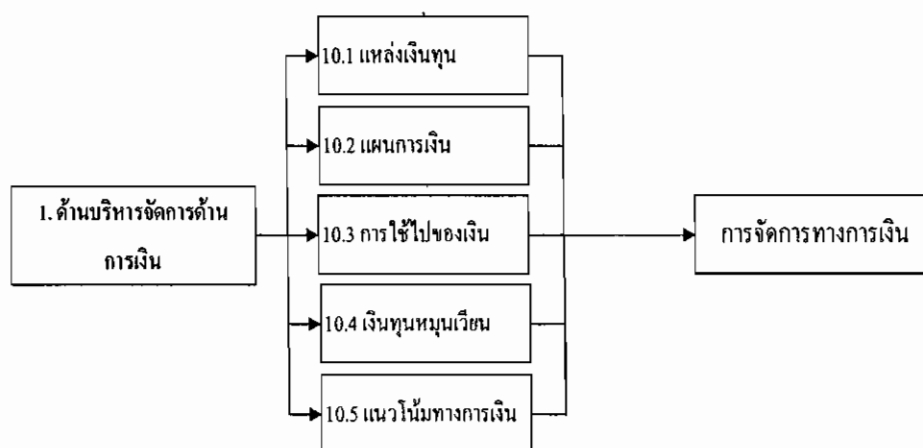 10.1 แหล่งเงินทุน
10.2 แผนการเงิน
1. ด้านบริหารจัดการด้าน
การเงิน
10.3 การใช้ไปของเงิน
การจัดการทางการเงิน
10.4 เงินทุนหมุนเวียน
10.5 แนวโน้มทางการเงิน